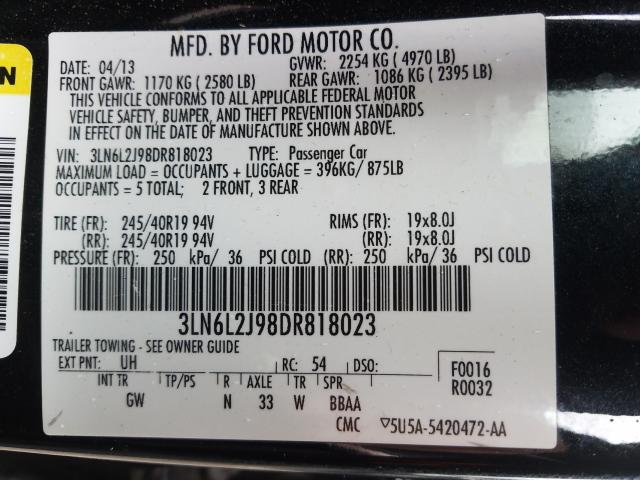 MFD. BY FORD MOTOR CO.
DATE: 04/13 GVWR: 2254 KG ( 4970 LB)
FRONT GAWR: 1170 KG ( 2580 LB) REAR GAWR: 1086 KG ( 2395 LB)
THIS VEHICLE CONFORMS TO ALL APPLICABLE FEDERAL MOTOR
VEHICLE SAFETY, BUMPER, AND THEFT PREVENTION STANDARDS
IN EFFECT ON THE DATE OF MANUFACTURE SHOWN ABOVE.
VIN: 3LN6L2J98DR818023 TYPE: Passenger Car
MAXIMUM LOAD = OCCUPANTS + LUGGAGE = 396KG/ 875LB
OCCUPANTS = 5 TOTAL; 2 FRONT, 3 REAR
TIRE (FR): 245/40R19 94V RIMS (FR): 19x8.0J
(RR): 245/40R19 94V (RR): 19x8.0J
PRESSURE (FR): 250 kPa/ 36 PSI COLD (RR): 250 kPa/ 36 PSI COLD
3LN6L2J98DR818023
TRAILER TOWING - SEE OWNER GUIDE
EXT PNT: UH RC: 54 DSO: F0016
INT TR TP/PS R AXLE TR SPR R0032
GW N 33 W BBAA
CMC ▽5U5A-5420472-AA